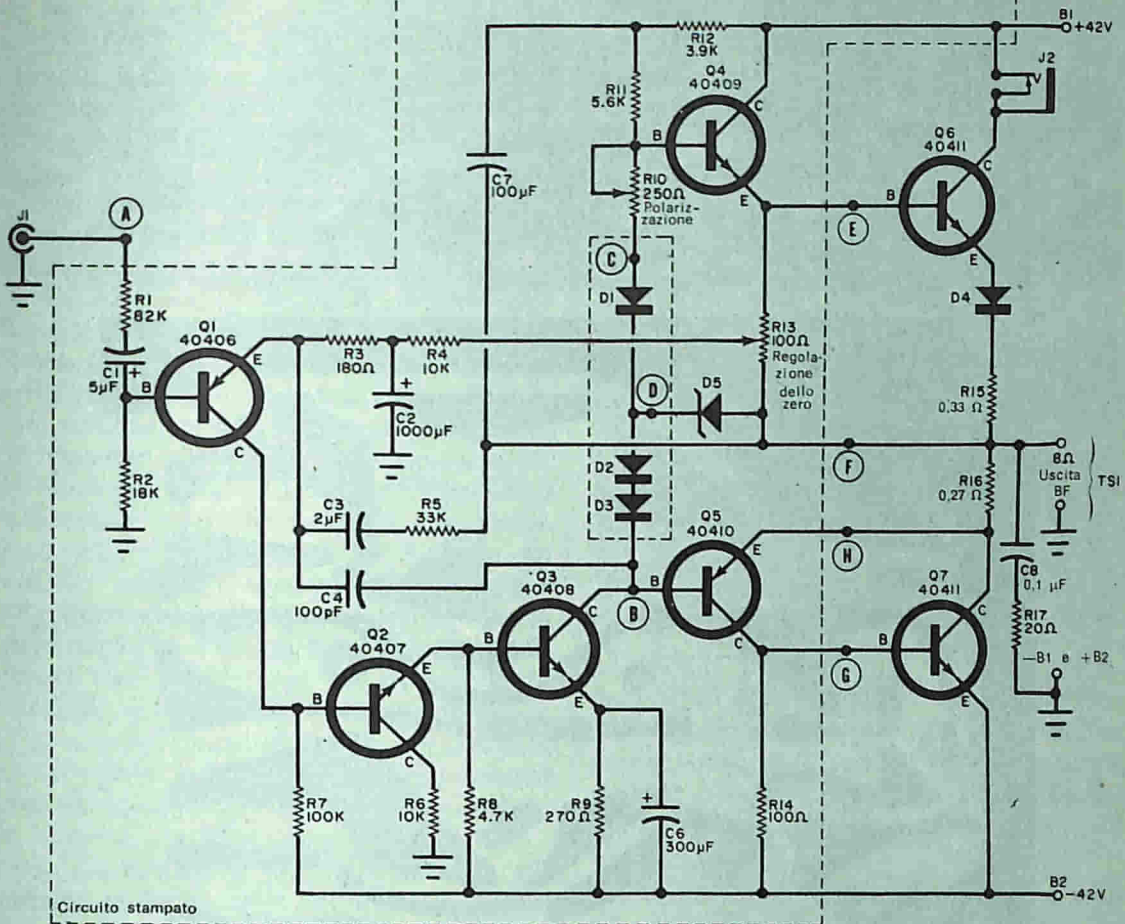 B1
+42V
R12
3.9K
Q4
40409
J2
R11
5.6K
C
Q6
40411
B
C
C7
100µF
R10
250Ω
Polariz-
zazione
E
B
E
E
J1
A
C
D1
D4
R1
82K
Q1
40406
E
R3
180Ω
R4
10K
R13
100Ω
Regola-
zione
dello
zero
C1
5µF
+
B
+
C2
1000µF
D
D5
R15
0,33 Ω
C
F
8Ω
Uscita
BF
TS1
R2
18K
D2
D3
R16
0,27 Ω
C3
2µF
R5
33K
Q5
40410
E
H
C4
100pF
Q3
40408
B
B
C
Q7
40411
C
C8
0,1 µF
Q2
40407
B
C
E
G
B
R17
20Ω
—B1 e +B2
E
B
E
C
R7
100K
R6
10K
R8
4.7K
R9
270Ω
+
C6
300µF
R14
100Ω
B2
-42V
Circuito stampato